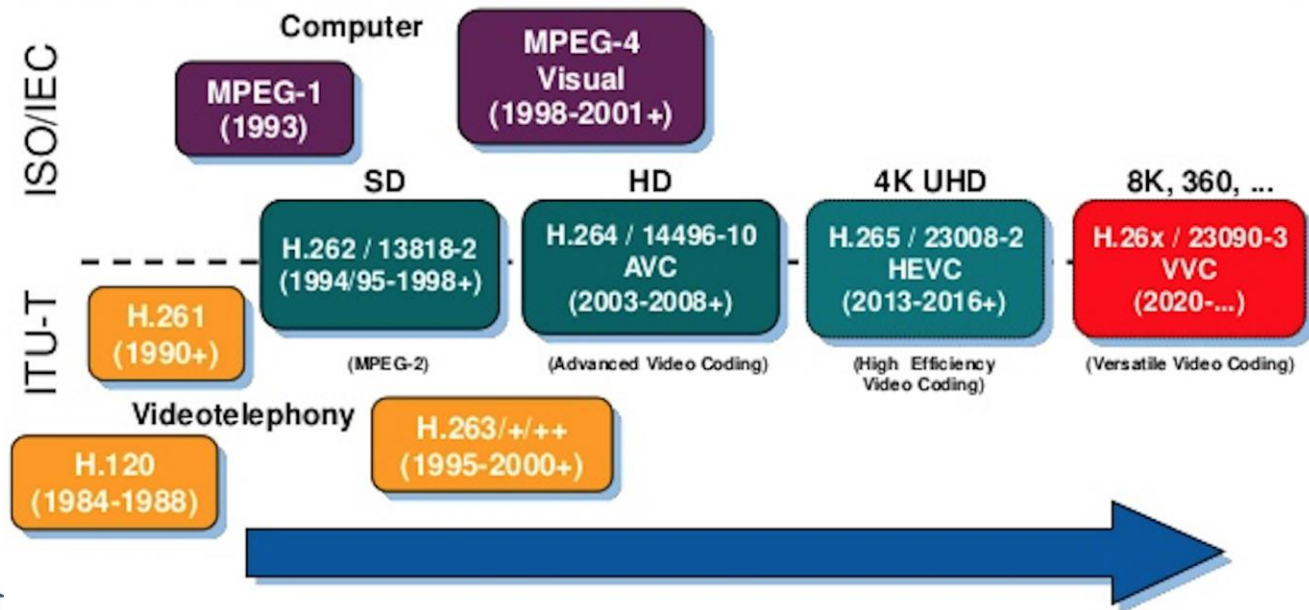 ISO/IEC
Computer
MPEG-1
(1993)
MPEG-4
Visual
(1998-2001+)
SD
HD
4K UHD
8K, 360, ...
H.262 / 13818-2
(1994/95-1998+)
H.264 / 14496-10
AVC
(2003-2008+)
H.265 / 23008-2
HEVC
(2013-2016+)
H.26x / 23090-3
VVC
(2020-...)
(MPEG-2)
(Advanced Video Coding)
(High Efficiency
Video Coding)
(Versatile Video Coding)
ITU-T
H.261
(1990+)
Videotelephony
H.263/+/++
(1995-2000+)
H.120
(1984-1988)